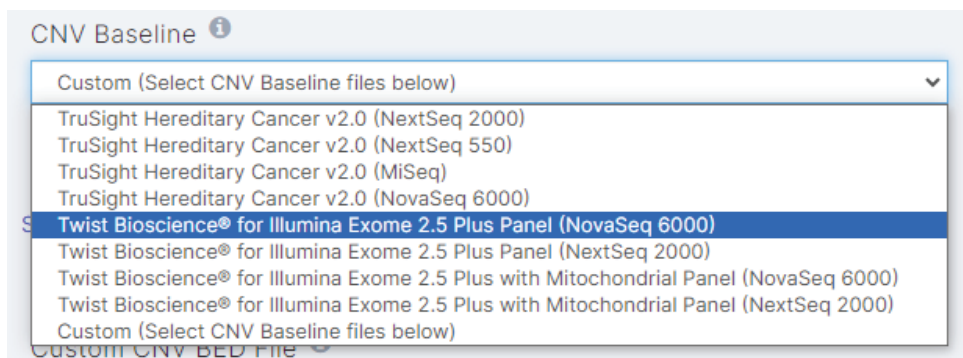 CNV Baseline
Custom (Select CNV Baseline files below)
TruSight Hereditary Cancer v2.0 (NextSeq 2000)
TruSight Hereditary Cancer v2.0 (NextSeq 550)
TruSight Hereditary Cancer v2.0 (MiSeq)
TruSight Hereditary Cancer v2.0 (NovaSeq 6000)
Twist Bioscience® for Illumina Exome 2.5 Plus Panel (NovaSeq 6000)
Twist Bioscience® for Illumina Exome 2.5 Plus Panel (NextSeq 2000)
Twist Bioscience® for Illumina Exome 2.5 Plus with Mitochondrial Panel (NovaSeq 6000)
Twist Bioscience® for Illumina Exome 2.5 Plus with Mitochondrial Panel (NextSeq 2000)
Custom (Select CNV Baseline files below)
Custom CNV BED File